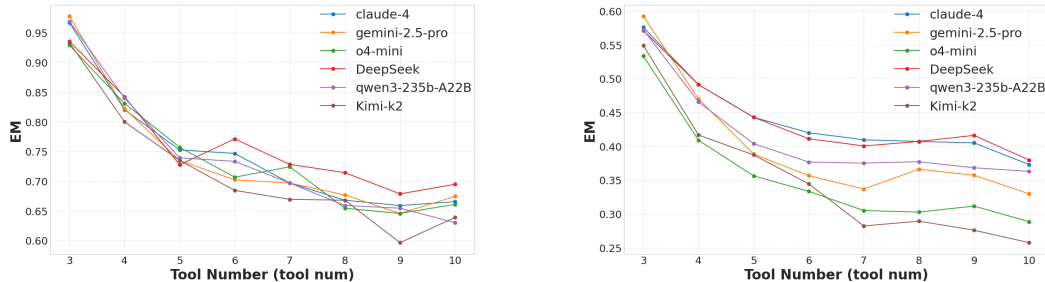 0.95
0.90
0.85
0.80
0.75
0.70
0.65
0.60
EM
3 4 5 6 7 8 9 10
Tool Number (tool num)
claude-4
gemini-2.5-pro
o4-mini
DeepSeek
qwen3-235b-A22B
Kimi-k2
0.60
0.55
0.50
0.45
0.40
0.35
0.30
0.25
EM
3 4 5 6 7 8 9 10
Tool Number (tool num)
claude-4
gemini-2.5-pro
o4-mini
DeepSeek
qwen3-235b-A22B
Kimi-k2